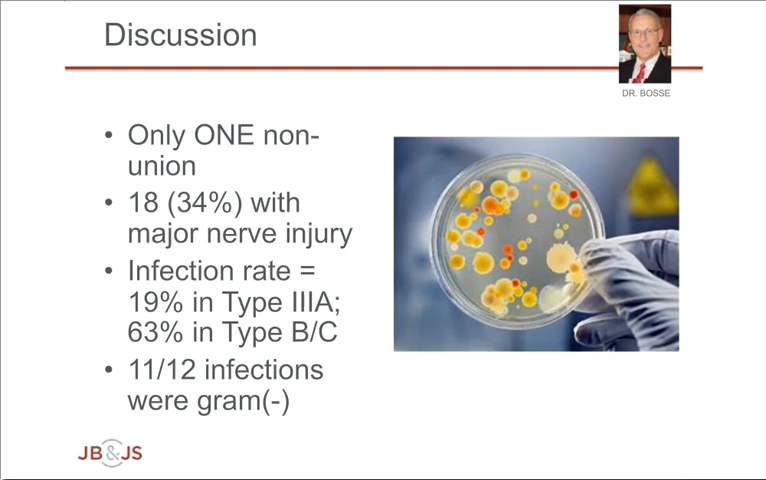 Discussion
DR. BOSSE
• Only ONE non-
union
• 18 (34%) with
major nerve injury
• Infection rate =
19% in Type IIIA;
63% in Type B/C
• 11/12 infections
were gram(-)
JB&JS